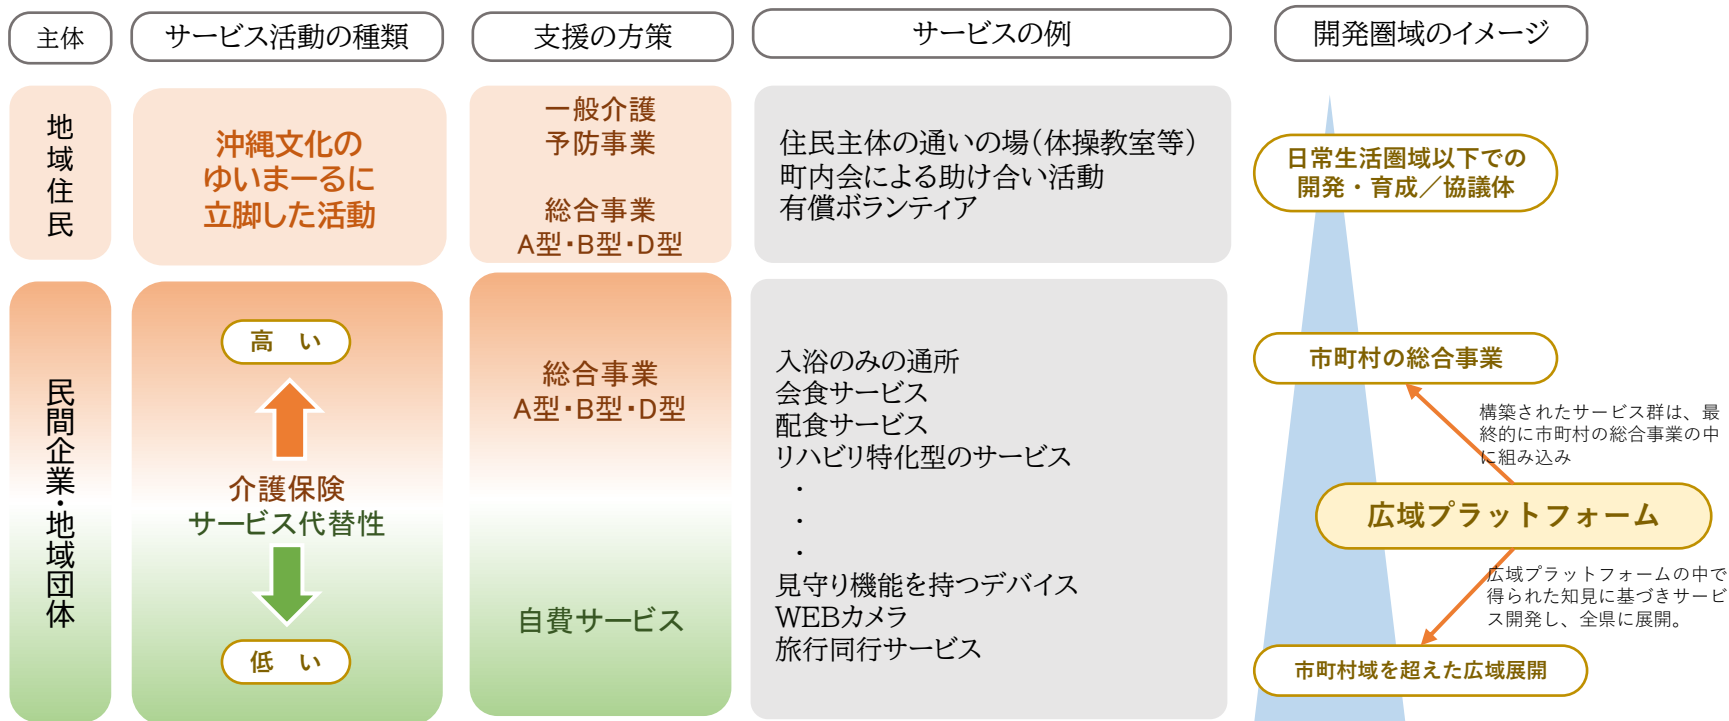 主体
サービス活動の種類
支援の方策
サービスの例
開発圏域のイメージ
地域住民
沖縄文化の
ゆいまーるに
立脚した活動
一般介護
予防事業
総合事業
A型・B型・D型
住民主体の通いの場（体操教室等）
町内会による助け合い活動
有償ボランティア
日常生活圏域以下での
開発・育成／協議体
民間企業・地域団体
高　い
介護保険
サービス代替性
低　い
総合事業
A型・B型・D型
自費サービス
入浴のみの通所
会食サービス
配食サービス
リハビリ特化型のサービス
・
・
・
見守り機能を持つデバイス
WEBカメラ
旅行同行サービス
市町村の総合事業
構築されたサービス群は、最
終的に市町村の総合事業の中
に組み込み
広域プラットフォーム
広域プラットフォームの中で
得られた知見に基づきサービ
ス開発し、全県に展開。
市町村域を超えた広域展開